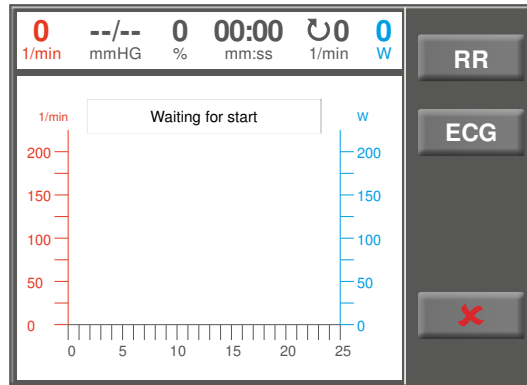 0 --/-- 0 00:00 ↻0 0
1/min mmHG % mm:ss 1/min W
RR
Waiting for start
1/min W
ECG
200 200
150 150
100 100
50 50
0 0
0 5 10 15 20 25